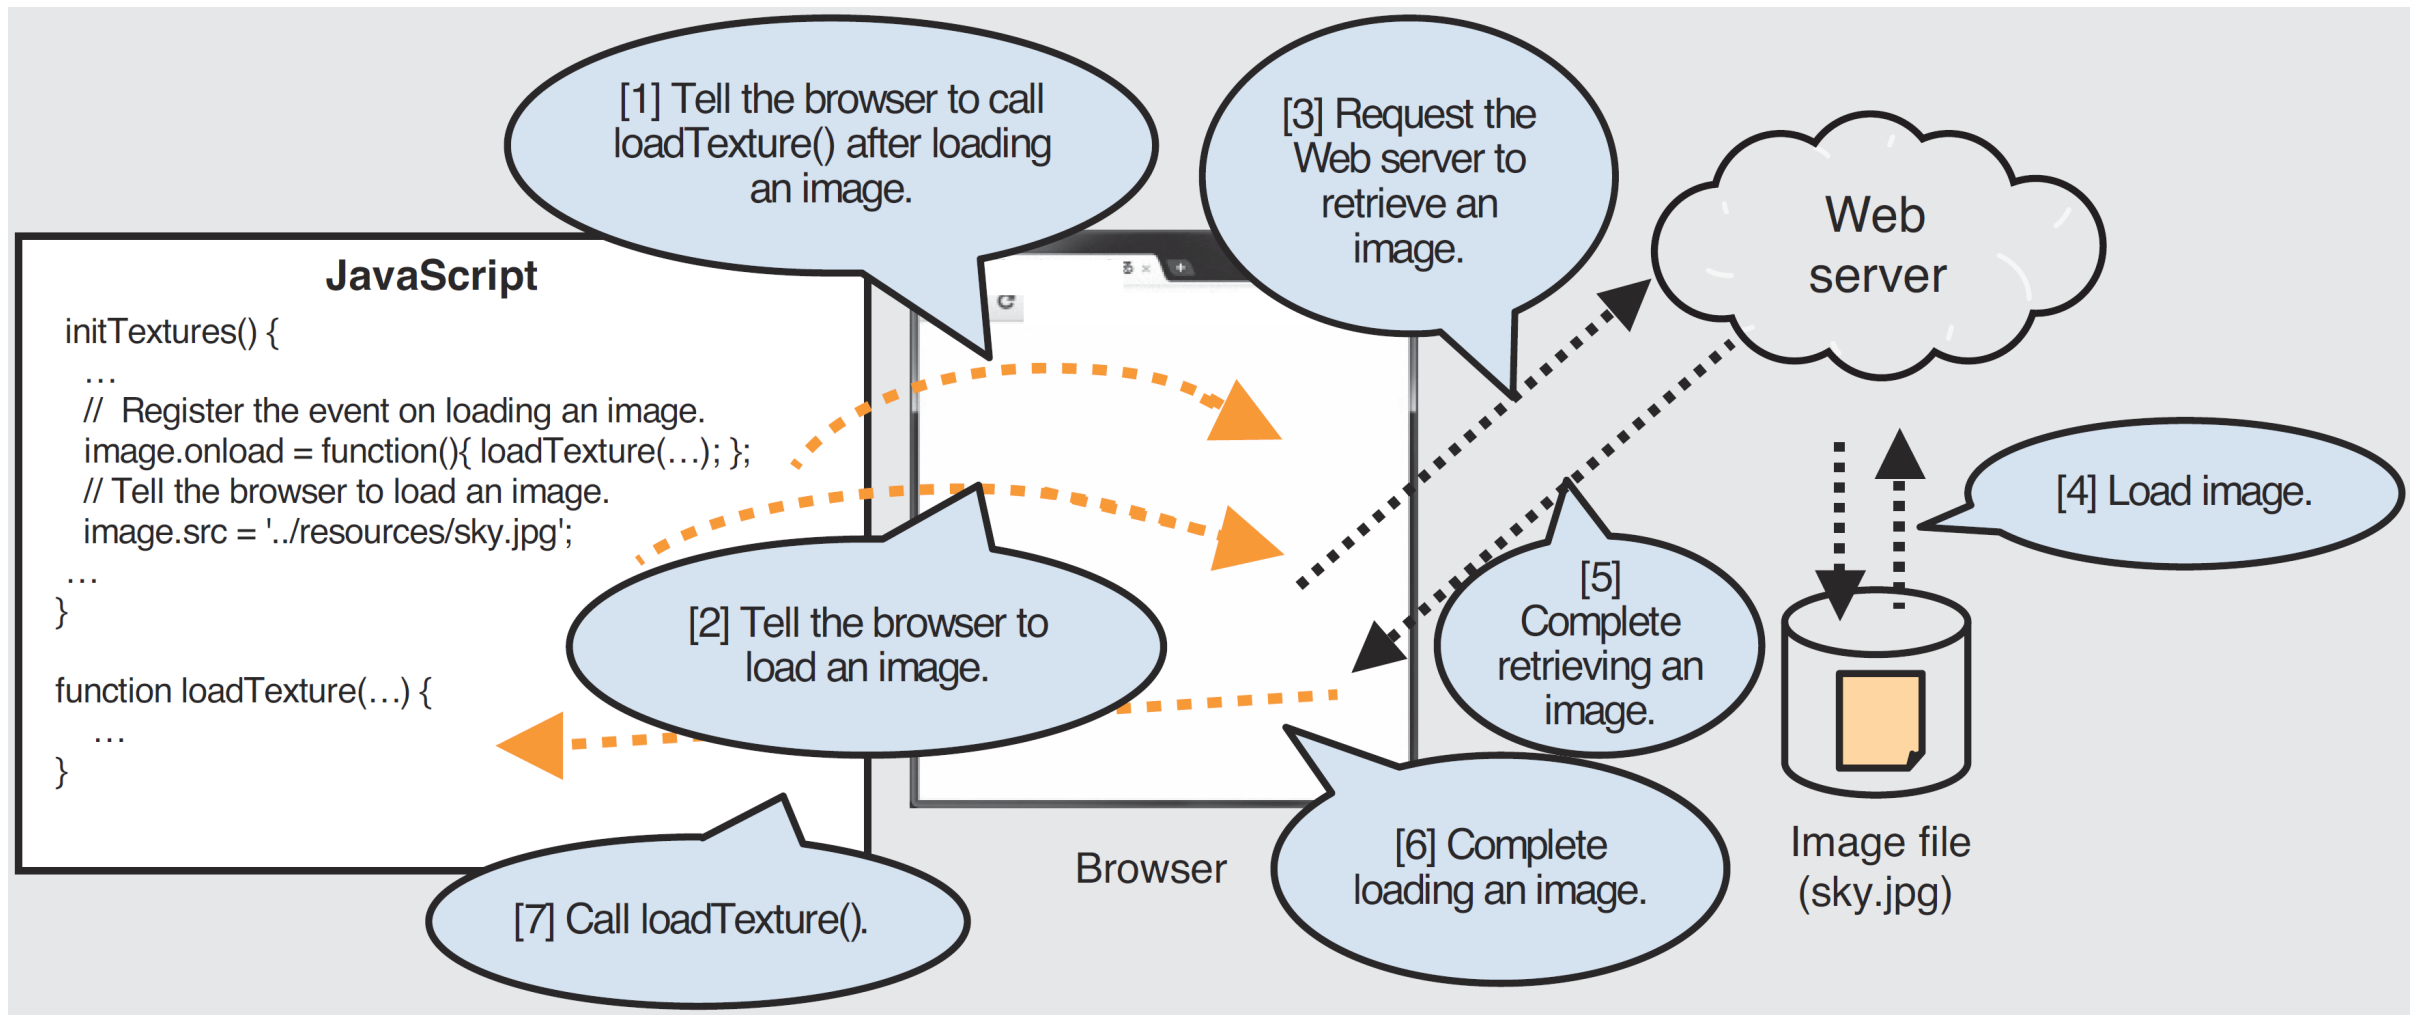 [1] Tell the browser to call
loadTexture() after loading
an image.
[3] Request the
Web server to
retrieve an
image.
Web
server
JavaScript
initTextures() {
…
// Register the event on loading an image.
image.onload = function(){ loadTexture(…); };
// Tell the browser to load an image.
image.src = '../resources/sky.jpg';
…
}
function loadTexture(…) {
…
}
[2] Tell the browser to
load an image.
[4] Load image.
[5]
Complete
retrieving an
image.
[6] Complete
loading an image.
[7] Call loadTexture().
Browser
Image file
(sky.jpg)